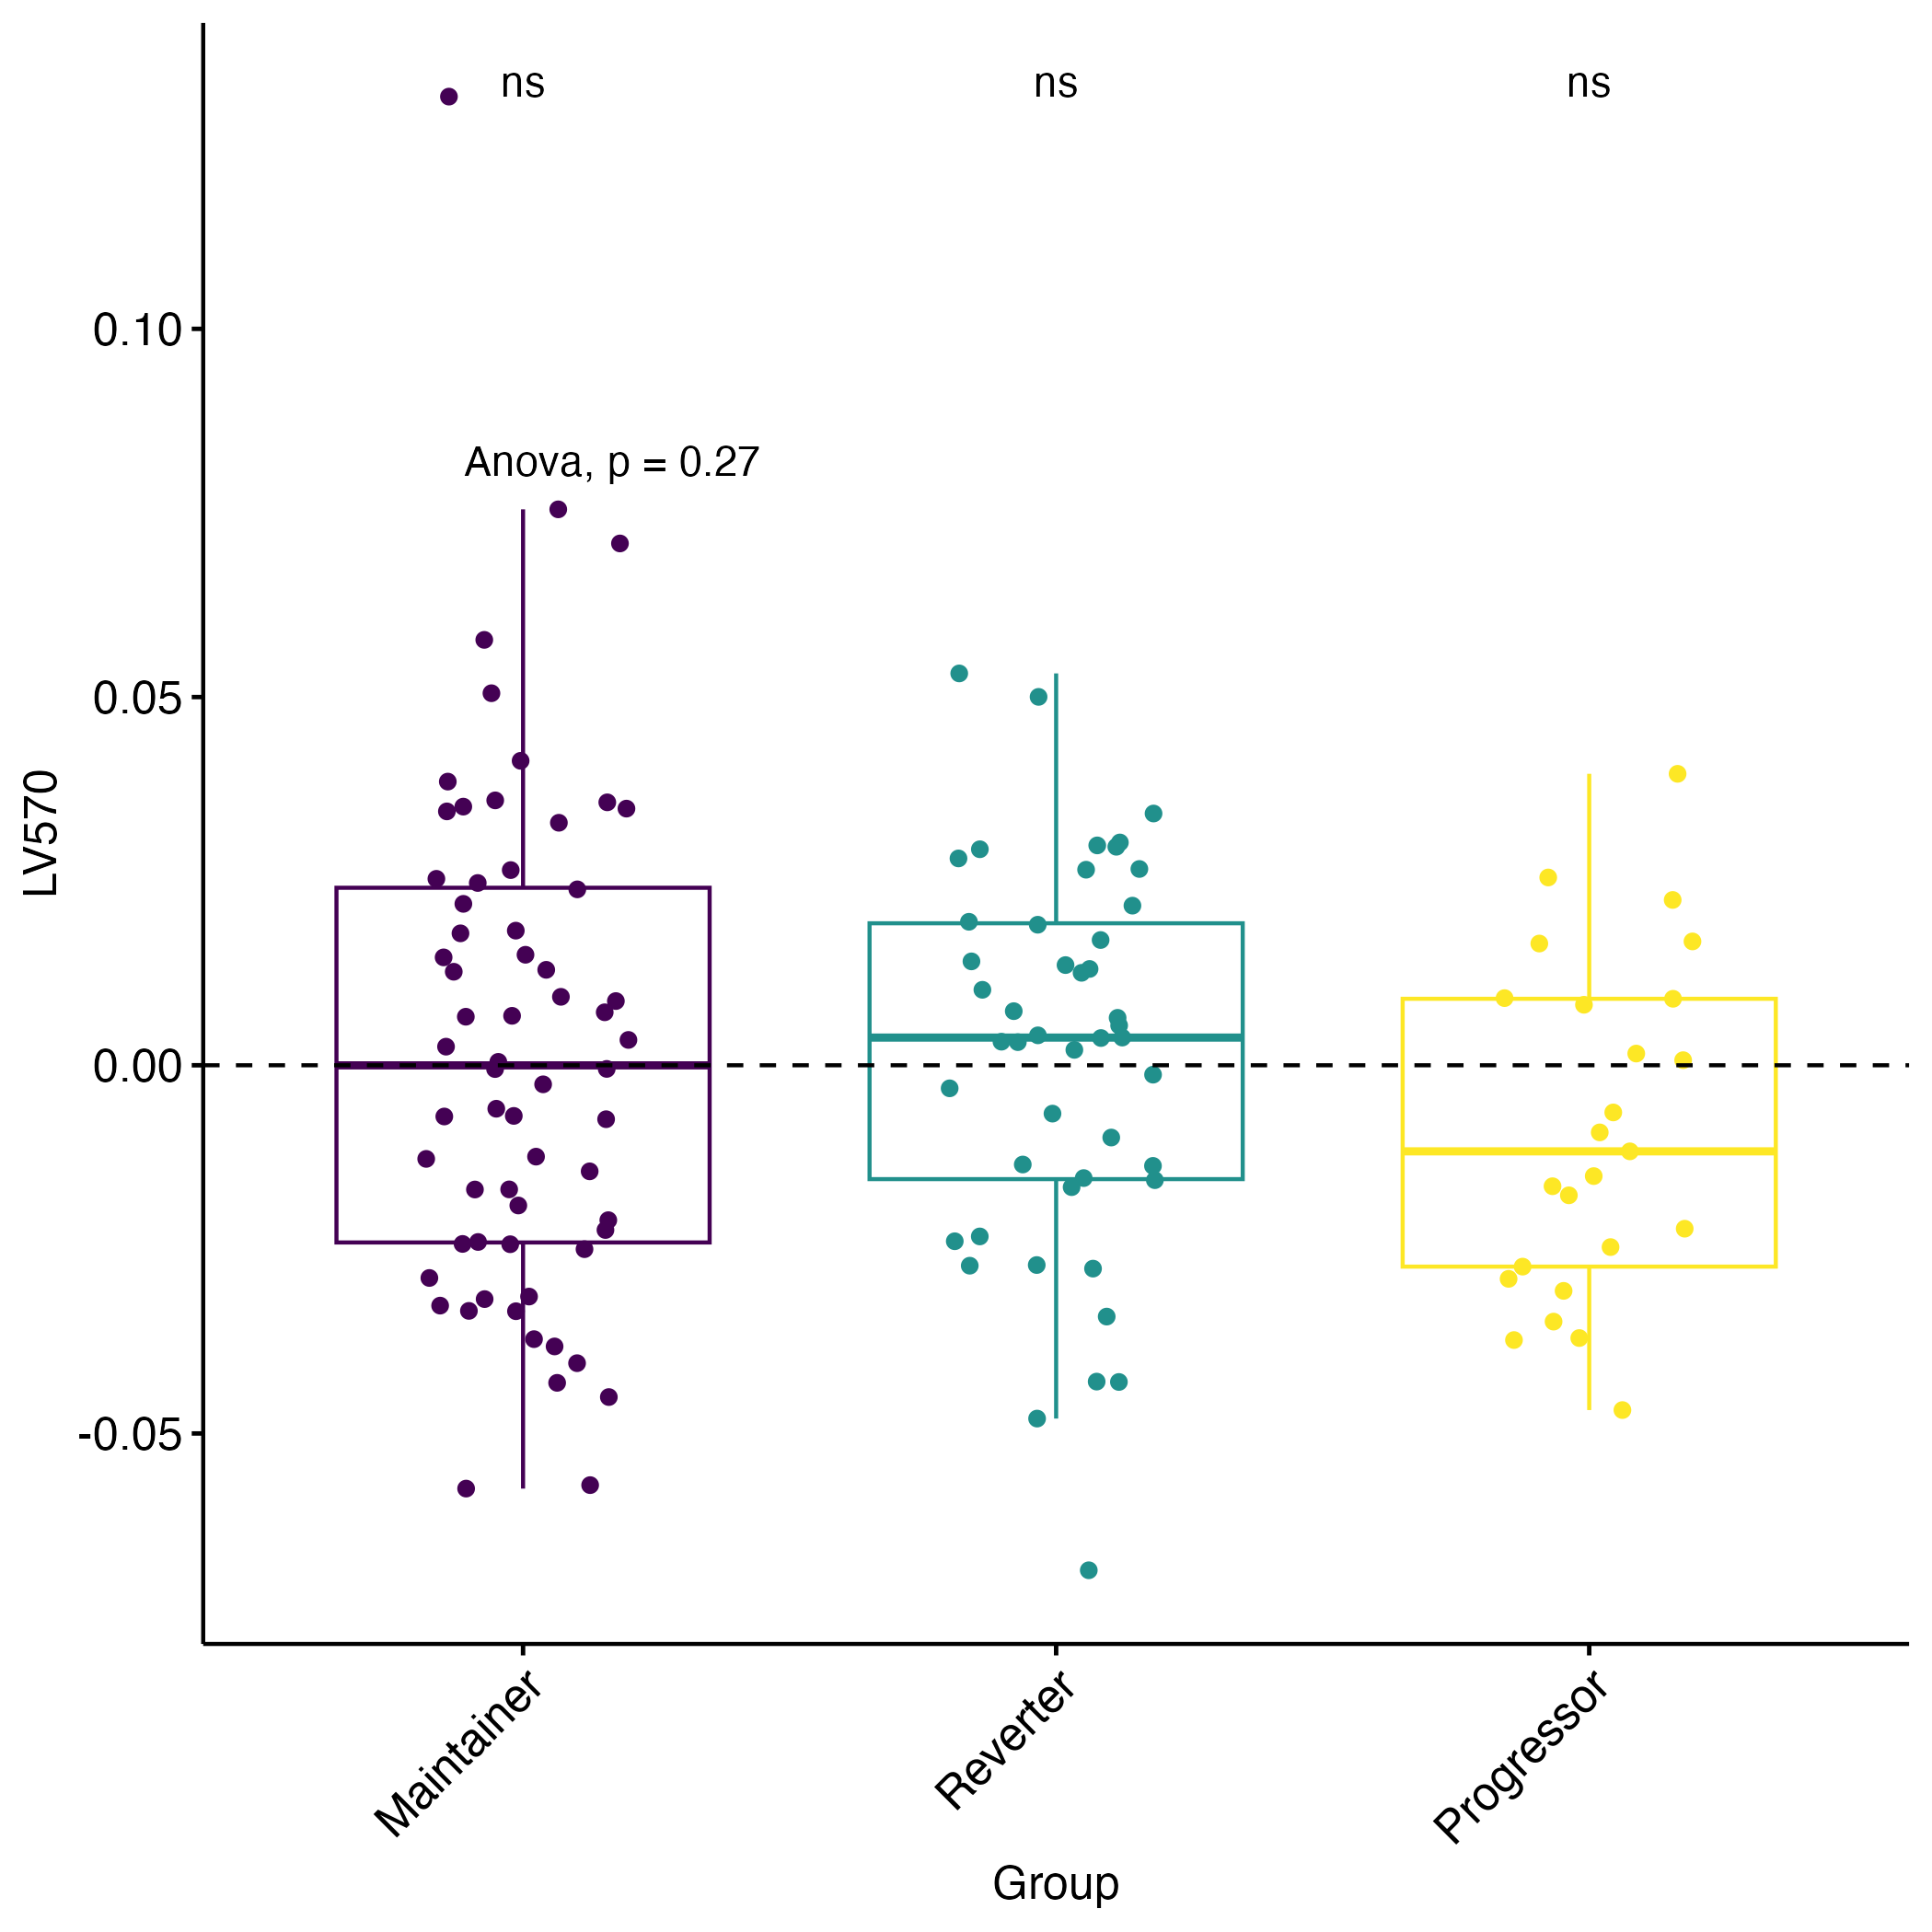 ns ns ns
0.10
Anova, p = 0.27
0.05
LV570
0.00
-0.05
Maintainer Reverter Progressor
Group